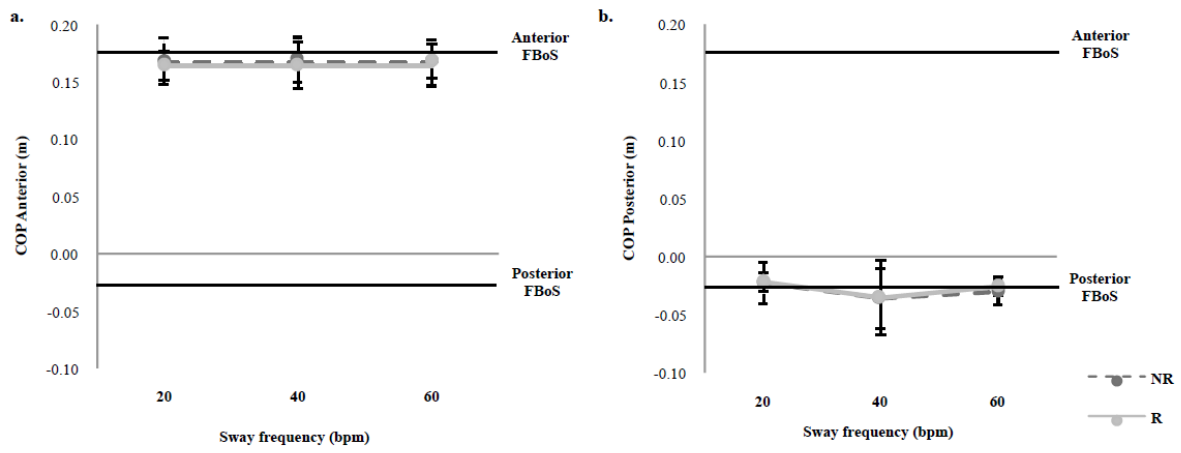 a.
0.20
0.15
0.10
0.05
0.00
-0.05
-0.10
COP Anterior (m)
Anterior
FBoS
Posterior
FBoS
20 40 60
Sway frequency (bpm)
b.
0.20
0.15
0.10
0.05
0.00
-0.05
-0.10
COP Posterior (m)
Anterior
FBoS
Posterior
FBoS
20 40 60
Sway frequency (bpm)
NR
R